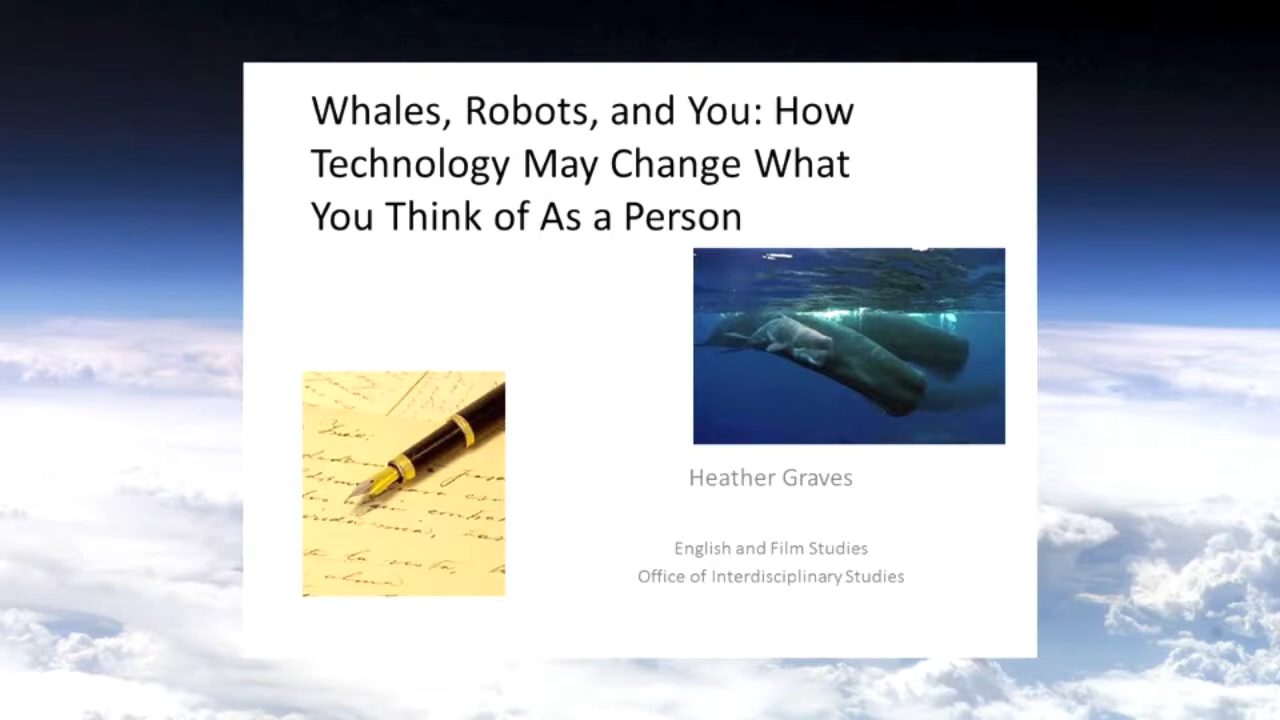 Whales, Robots, and You: How
Technology May Change What
You Think of As a Person
Heather Graves
English and Film Studies
Office of Interdisciplinary Studies